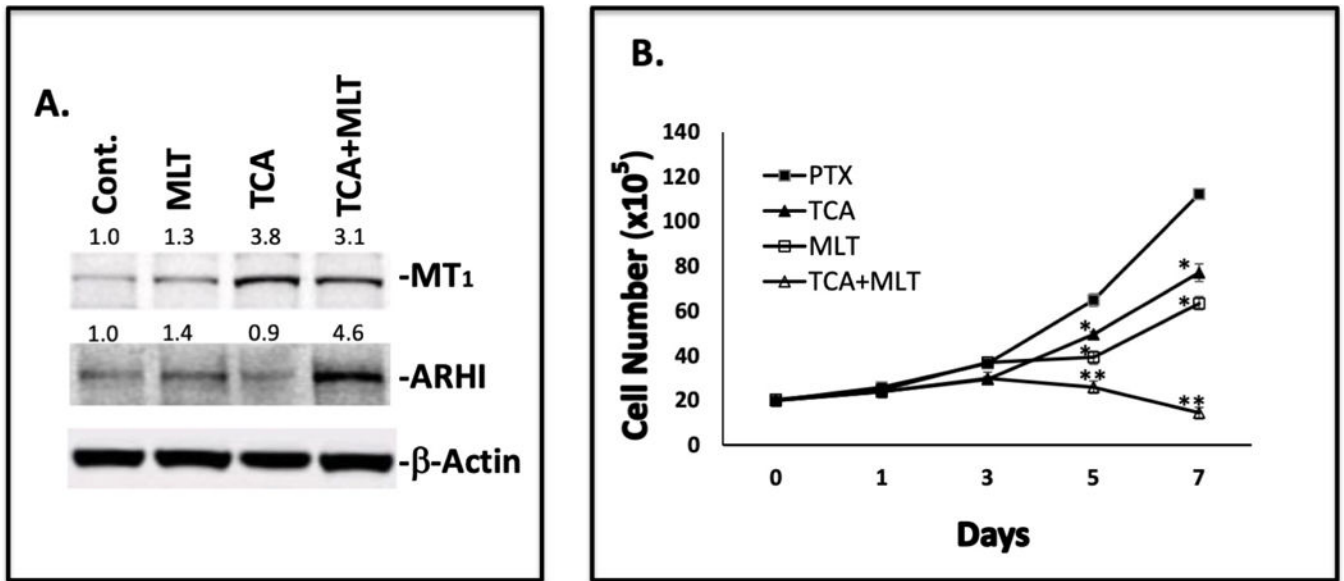 A.
Cont.
MLT
TCA
TCA+MLT
1.0 1.3 3.8 3.1
-MT1
1.0 1.4 0.9 4.6
-ARHI
-β-Actin
B.
Cell Number (x10⁵)
140
120
100
80
60
40
20
0
PTX
TCA
MLT
TCA+MLT
*
*
*
*
**
**
0 1 3 5 7
Days